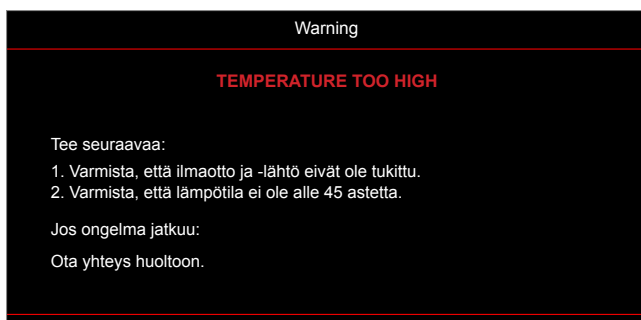 Warning
TEMPERATURE TOO HIGH
Tee seuraavaa:
1. Varmista, että ilmaotto ja -lähtö eivät ole tukittu.
2. Varmista, että lämpötila ei ole alle 45 astetta.
Jos ongelma jatkuu:
Ota yhteys huoltoon.